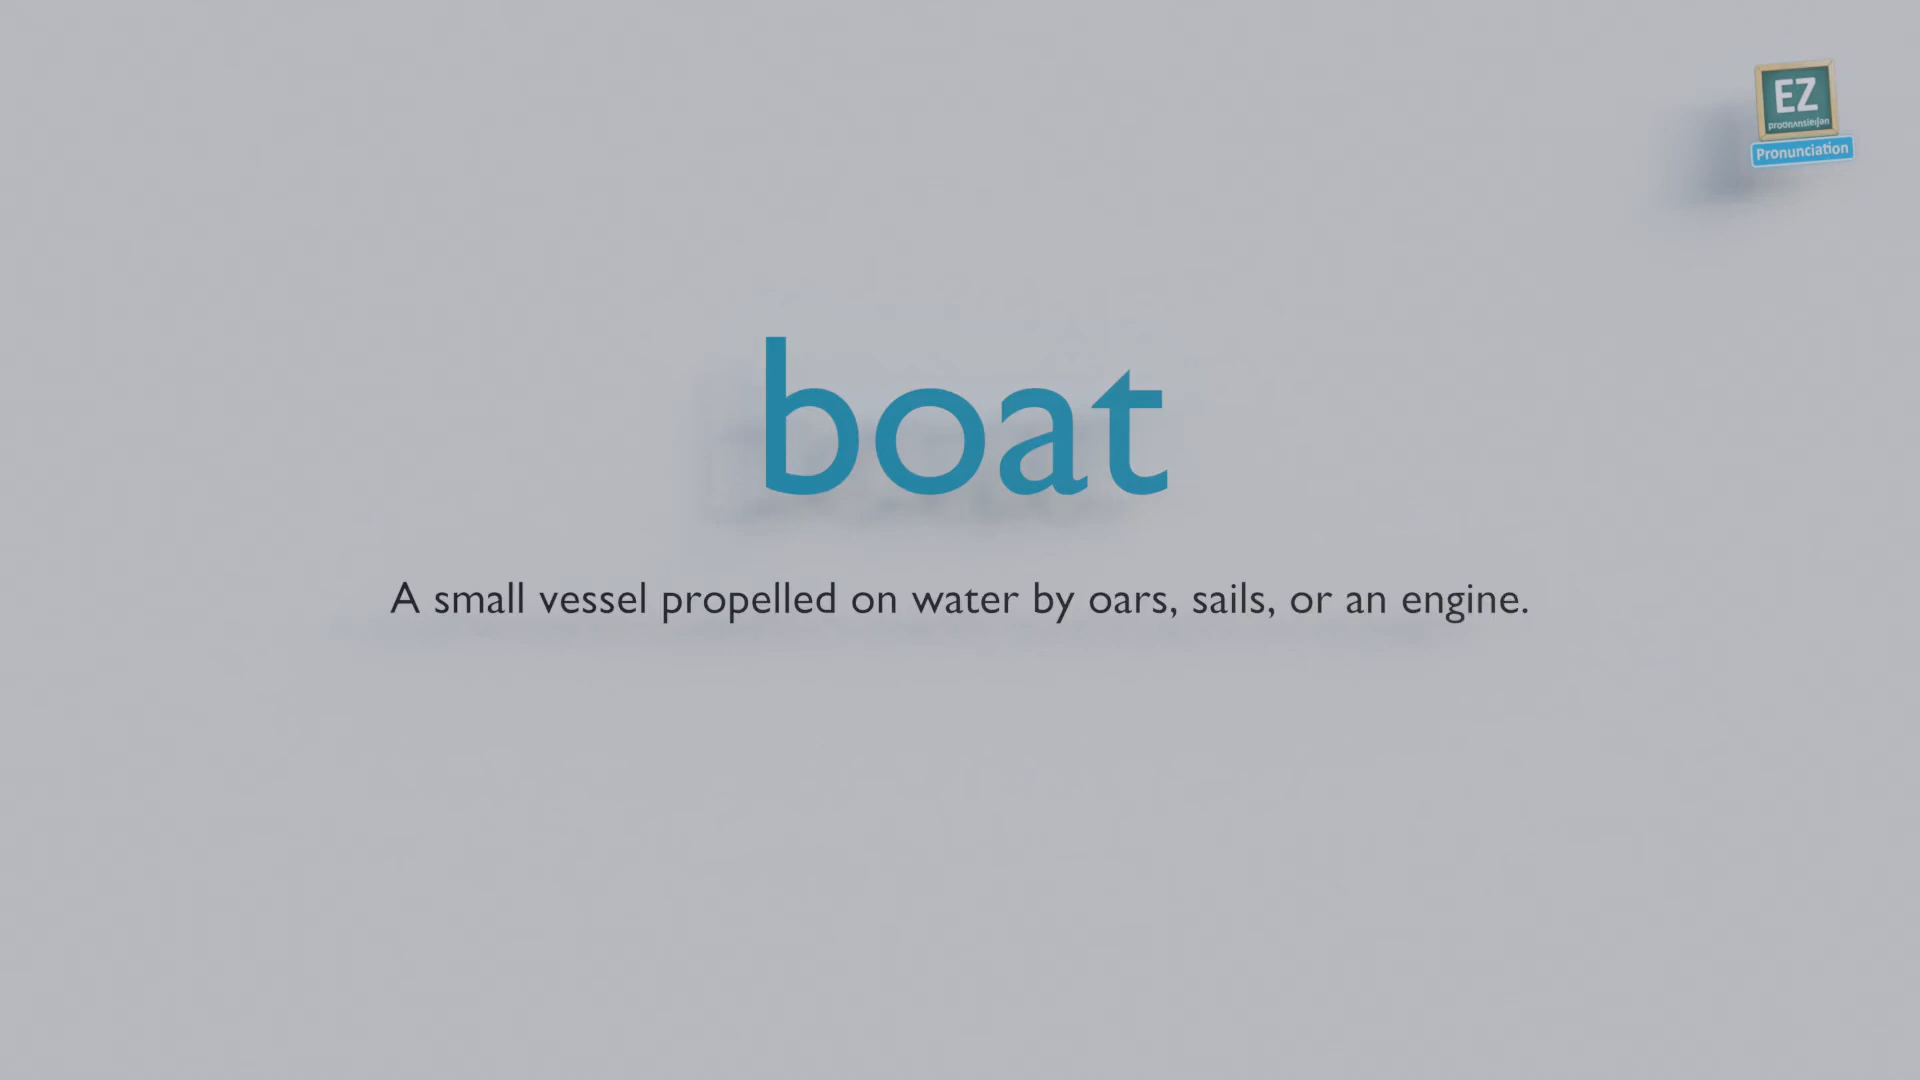 EZ
Pronunciation
boat
A small vessel propelled on water by oars, sails, or an engine.